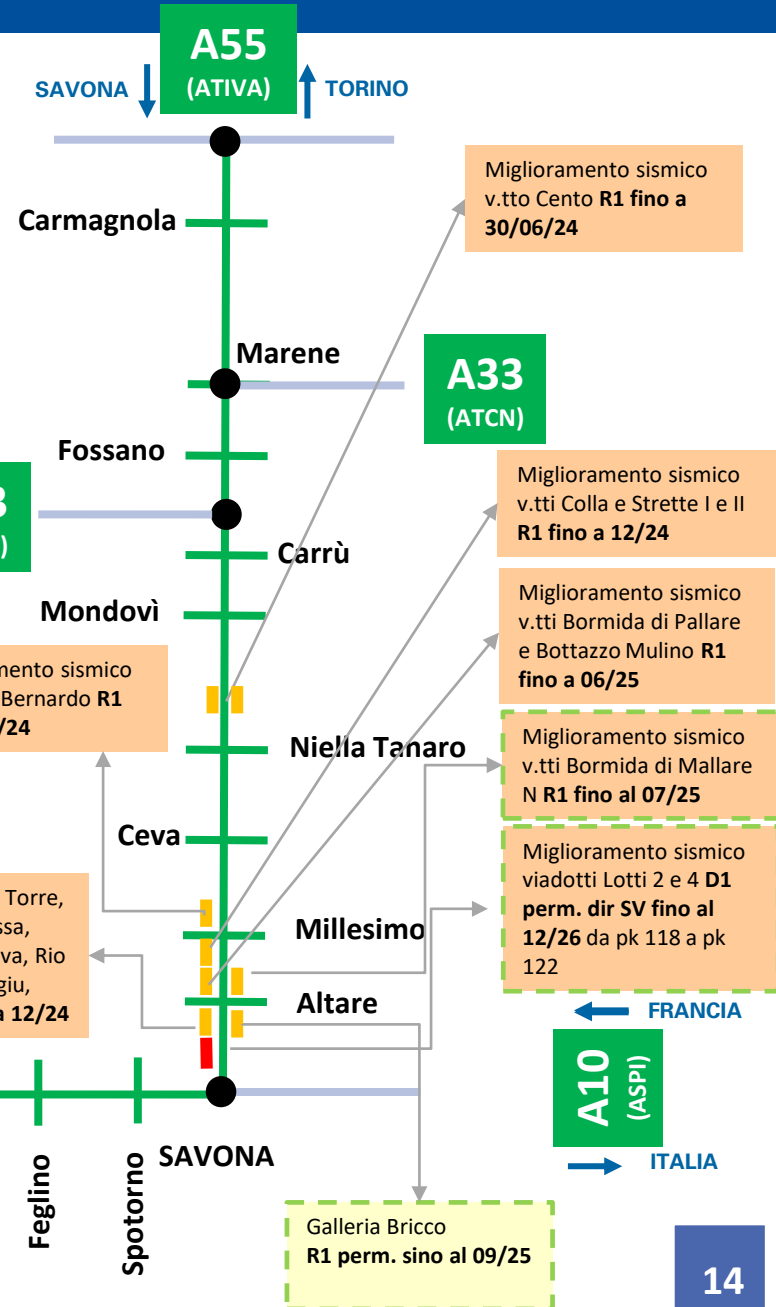 A55
(ATIVA)
SAVONA
TORINO
Miglioramento sismico
v.tto Cento R1 fino a
30/06/24
Carmagnola
Marene
A33
(ATCN)
Fossano
Miglioramento sismico
v.tti Colla e Strette I e II
R1 fino a 12/24
3
)
Carrù
Mondovì
Miglioramento sismico
v.tti Bormida di Pallare
e Bottazzo Mulino R1
fino a 06/25
mento sismico
Bernardo R1
/24
Niella Tanaro
Miglioramento sismico
v.tti Bormida di Mallare
N R1 fino al 07/25
Ceva
Miglioramento sismico
viadotti Lotti 2 e 4 D1
perm. dir SV fino al
12/26 da pk 118 a pk
122
Torre,
ssa,
va, Rio
giu,
a 12/24
Millesimo
Altare
FRANCIA
A10
(ASPI)
ITALIA
SAVONA
Feglino
Spotorno
Galleria Bricco
R1 perm. sino al 09/25
14